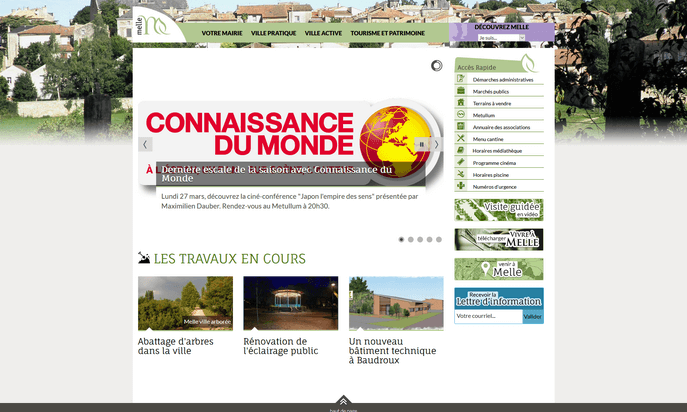 melle
VOTRE MAIRIE VILLE PRATIQUE VILLE ACTIVE TOURISME ET PATRIMOINE
DÉCOUVREZ MELLE
Je suis...
CONNAISSANCE
DU MONDE
Dernière escale de la saison avec Connaissance du
Monde
Lundi 27 mars, découvrez la ciné-conférence "Japon l'empire des sens" présentée par
Maximilien Dauber. Rendez-vous au Metullum à 20h30.
LES TRAVAUX EN COURS
Melle ville arborée
Abattage d'arbres
dans la ville
Rénovation de
l'éclairage public
Un nouveau
bâtiment technique
à Baudroux
Accès Rapide
Démarches administratives
Marchés publics
Terrains à vendre
Metullum
Annuaire des associations
Menu cantine
Horaires médiathèque
Programme cinéma
Horaires piscine
Numéros d'urgence
Visite guidée
en vidéo
télécharger VIVRE À
MELLE
venir à
Melle
Recevoir la
Lettre d'information
Votre courriel... Valider